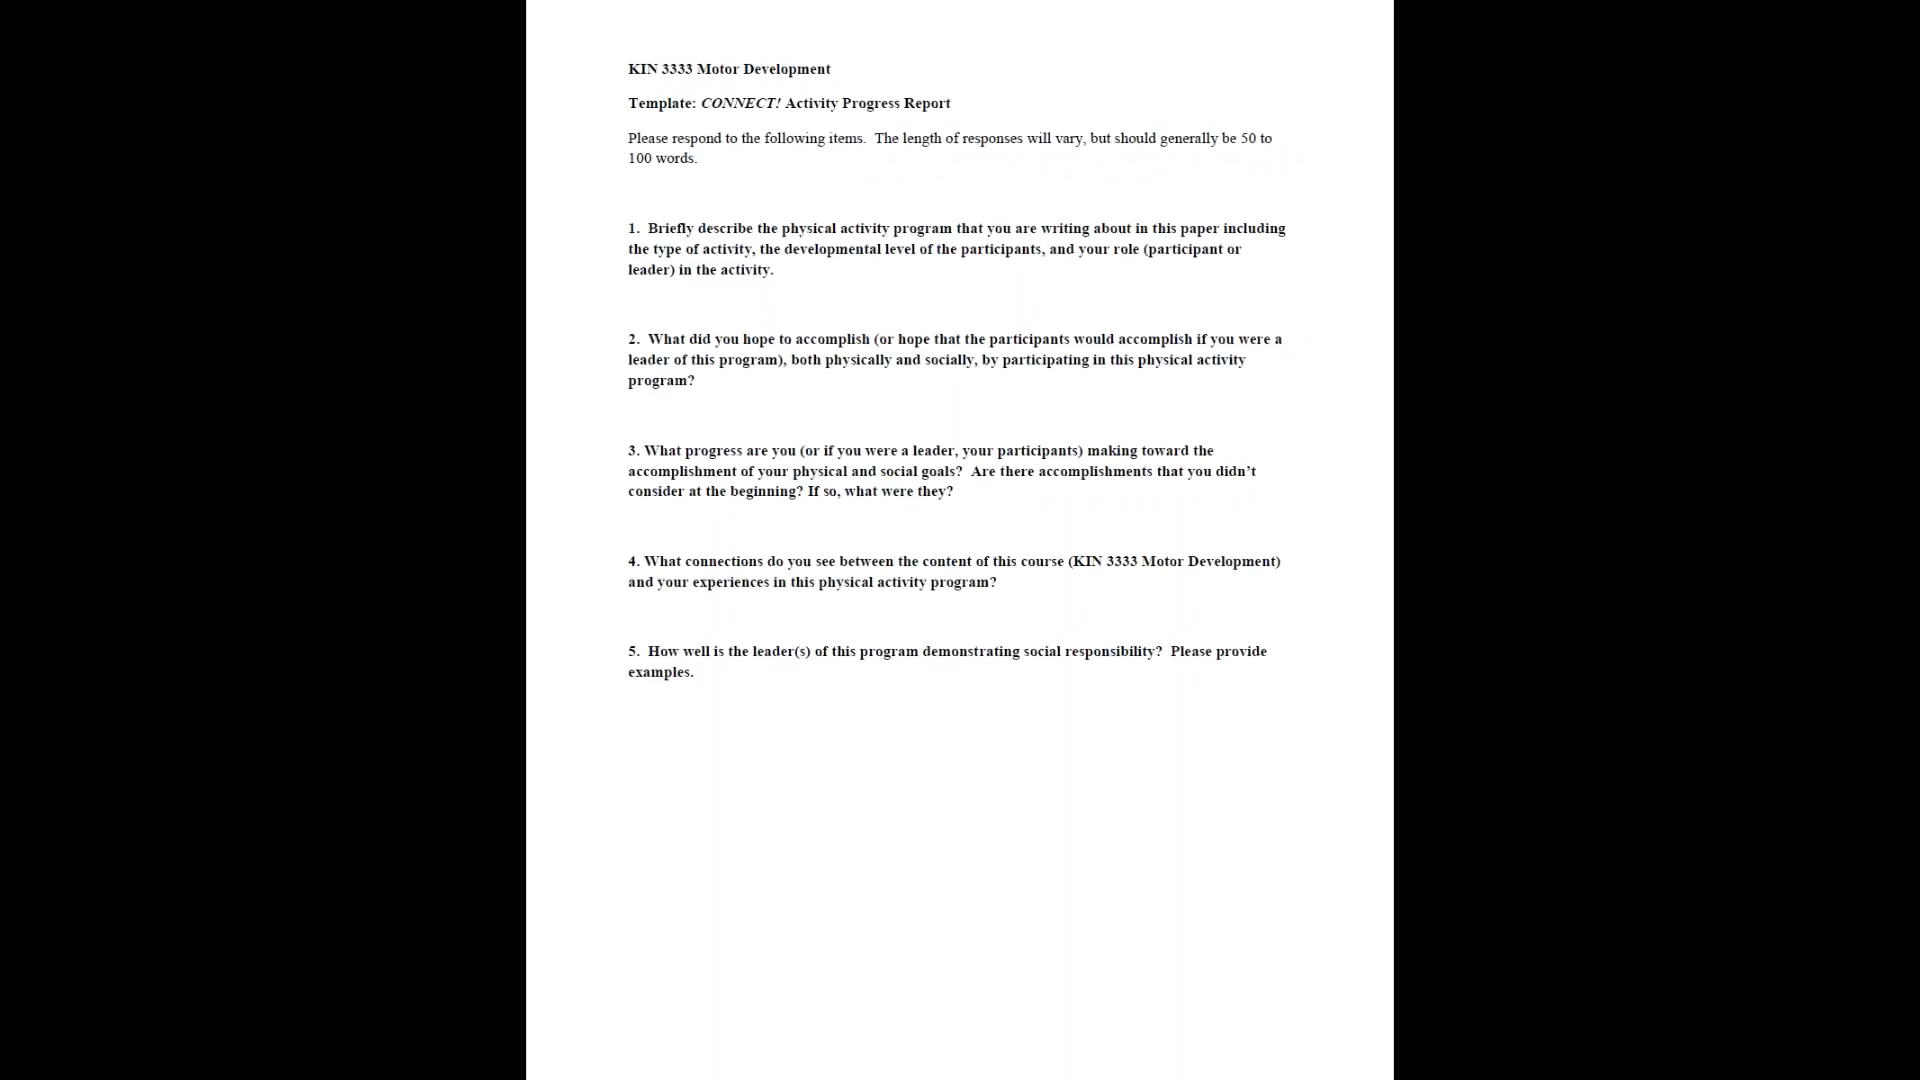 KIN 3333 Motor Development
Template: CONNECT! Activity Progress Report
Please respond to the following items.  The length of responses will vary, but should generally be 50 to
100 words.
1.  Briefly describe the physical activity program that you are writing about in this paper including
the type of activity, the developmental level of the participants, and your role (participant or
leader) in the activity.
2.  What did you hope to accomplish (or hope that the participants would accomplish if you were a
leader of this program), both physically and socially, by participating in this physical activity
program?
3. What progress are you (or if you were a leader, your participants) making toward the
accomplishment of your physical and social goals?  Are there accomplishments that you didn’t
consider at the beginning? If so, what were they?
4. What connections do you see between the content of this course (KIN 3333 Motor Development)
and your experiences in this physical activity program?
5.  How well is the leader(s) of this program demonstrating social responsibility?  Please provide
examples.